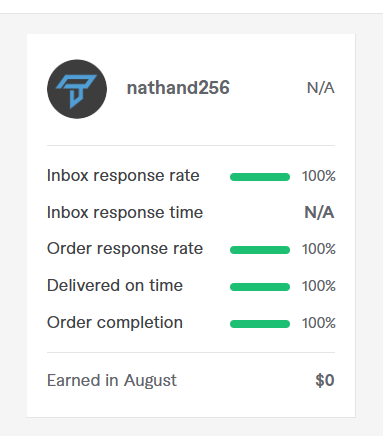 nathand256 N/A
Inbox response rate 100%
Inbox response time N/A
Order response rate 100%
Delivered on time 100%
Order completion 100%
Earned in August $0